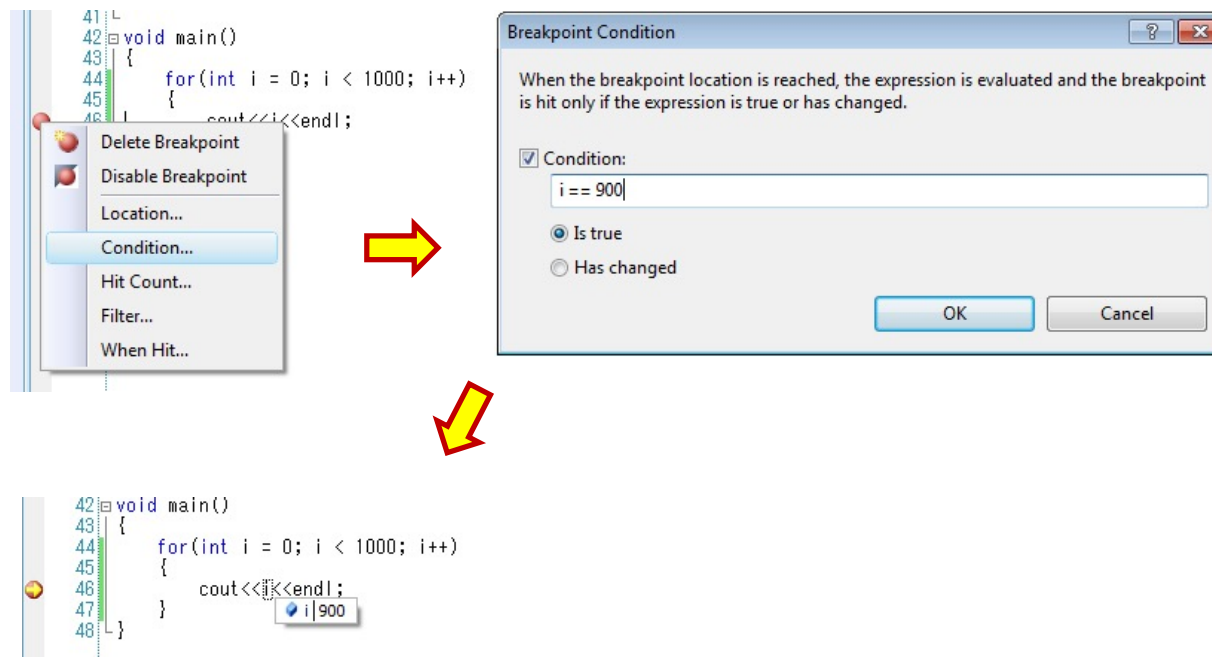 41
42 void main()
43 {
44 for(int i = 0; i < 1000; i++)
45 {
46 cout<<i<<endl;
Delete Breakpoint
Disable Breakpoint
Location...
Condition...
Hit Count...
Filter...
When Hit...
Breakpoint Condition
When the breakpoint location is reached, the expression is evaluated and the breakpoint
is hit only if the expression is true or has changed.
Condition:
i == 900
Is true
Has changed
OK Cancel
42 void main()
43 {
44 for(int i = 0; i < 1000; i++)
45 {
46 cout<<i<<endl;
47 }
i 900
48 }